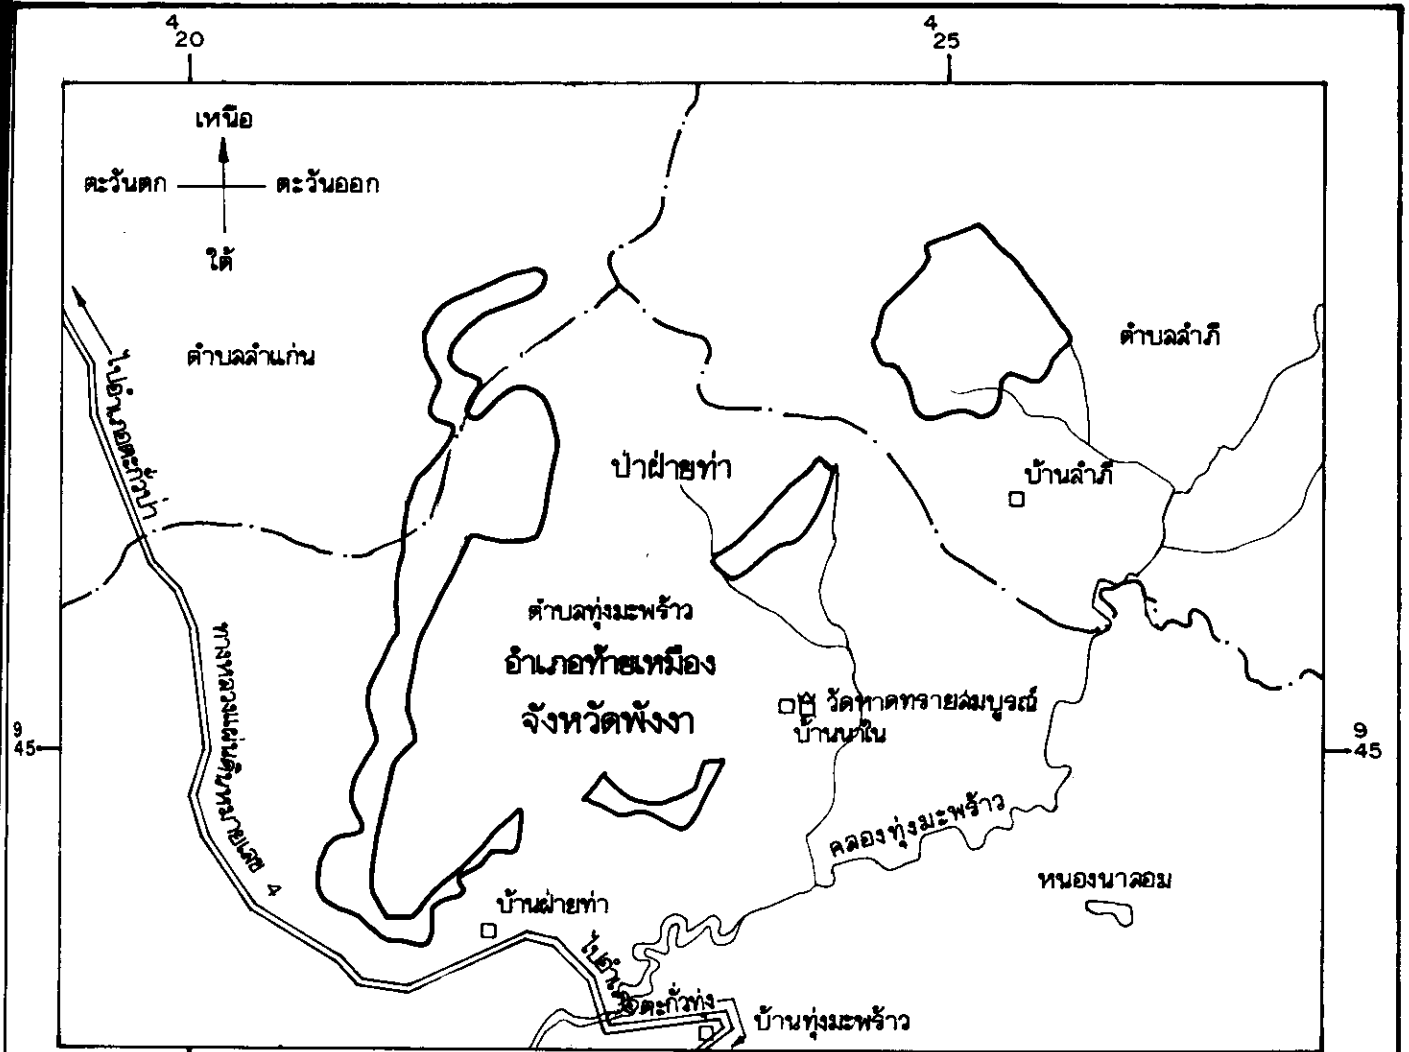 4
20
4
25
เหนือ
ตะวันตก
ตะวันออก
ใต้
ตำบลลำแก่น
ตำบลลำภี
ไปอำเภอตะกั่วป่า
ป่าฝ่ายท่า
บ้านลำภี
ตำบลทุ่งมะพร้าว
อำเภอท้ายเหมือง
จังหวัดพังงา
วัดหาดทรายสมบูรณ์
บ้านนาใน
9
45
9
45
ทางหลวงแผ่นดินหมายเลข 4
คลองทุ่งมะพร้าว
หนองนาลอม
บ้านฝ่ายท่า
ไปอำเภอตะกั่วทุ่ง
บ้านทุ่งมะพร้าว